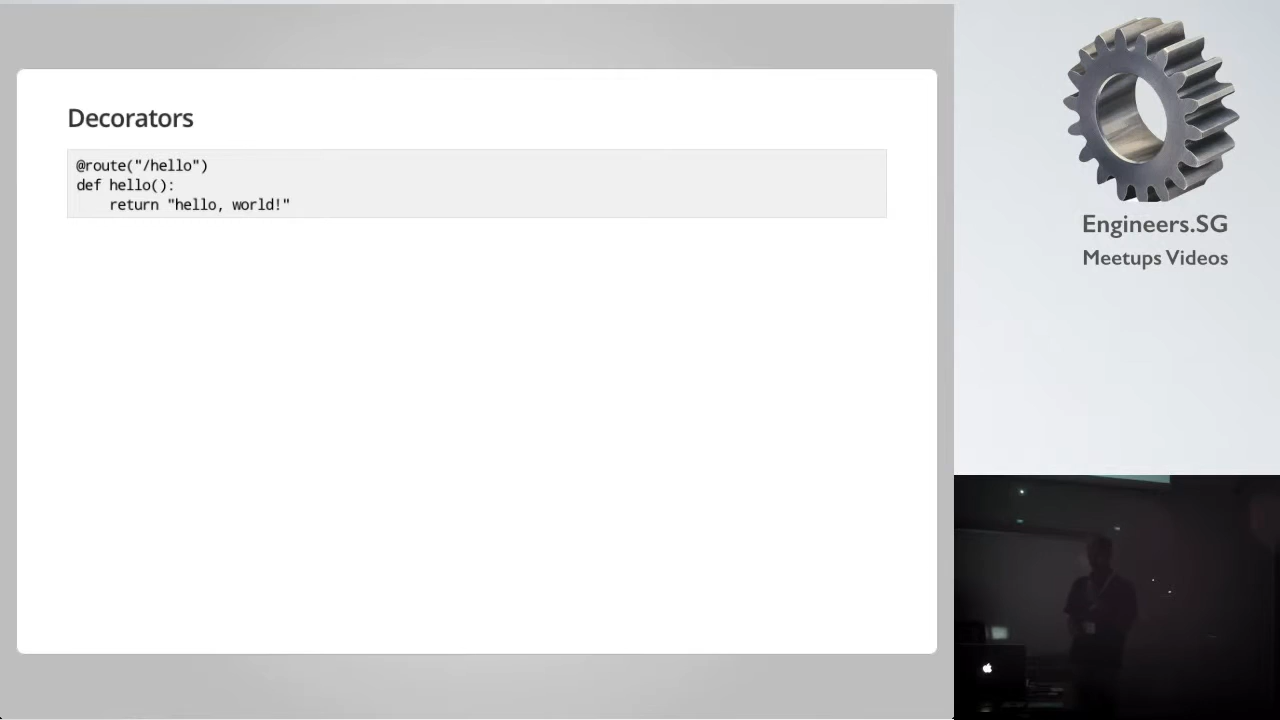 Decorators
@route("/hello")
def hello():
    return "hello, world!"
Engineers.SG
Meetups Videos